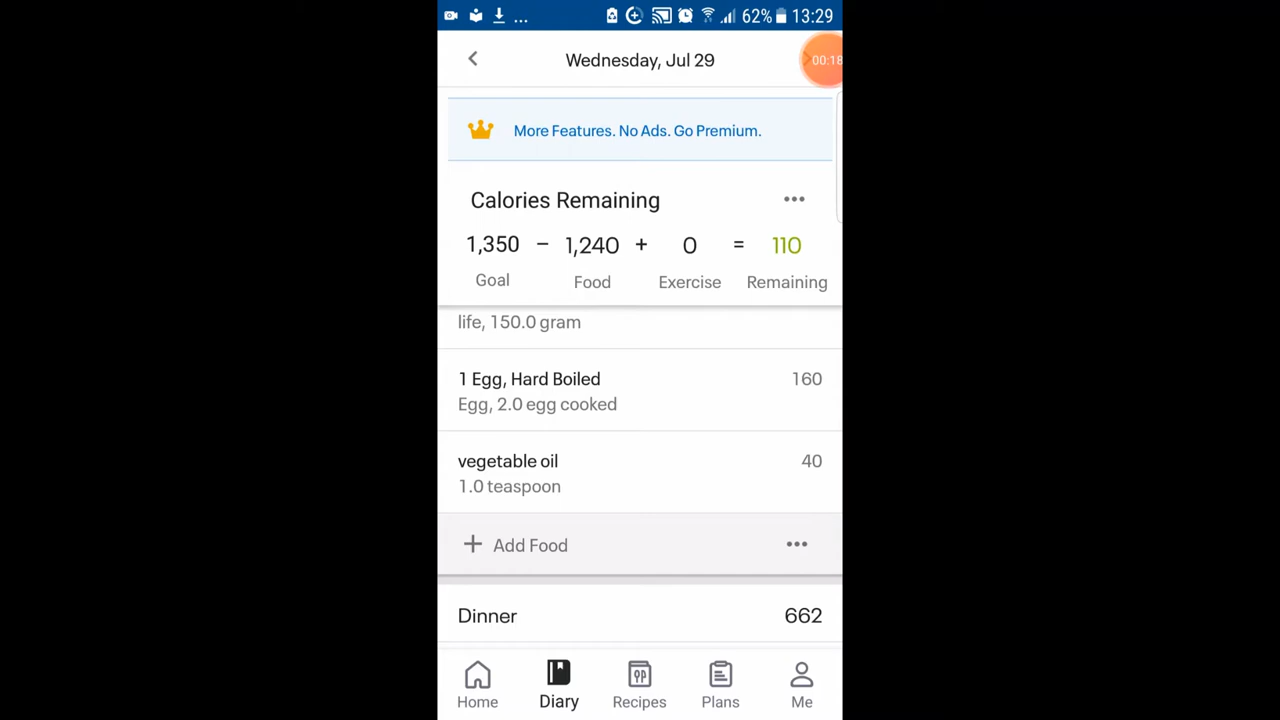 ... 62% 13:29
Wednesday, Jul 29
00:18
More Features. No Ads. Go Premium.
Calories Remaining
1,350 − 1,240 + 0 = 110
Goal Food Exercise Remaining
life, 150.0 gram
1 Egg, Hard Boiled 160
Egg, 2.0 egg cooked
vegetable oil 40
1.0 teaspoon
+ Add Food
Dinner 662
Home Diary Recipes Plans Me